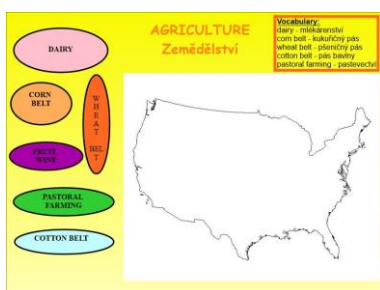 AGRICULTURE
Zemědělství
Vocabulary:
dairy - mlékárenství
corn belt - kukuřičný pás
wheat belt - pšeničný pás
cotton belt - pás bavlny
pastoral farming - pastevectví
DAIRY
CORN
BELT
WHEAT
BELT
WINE
PASTORAL
FARMING
COTTON BELT